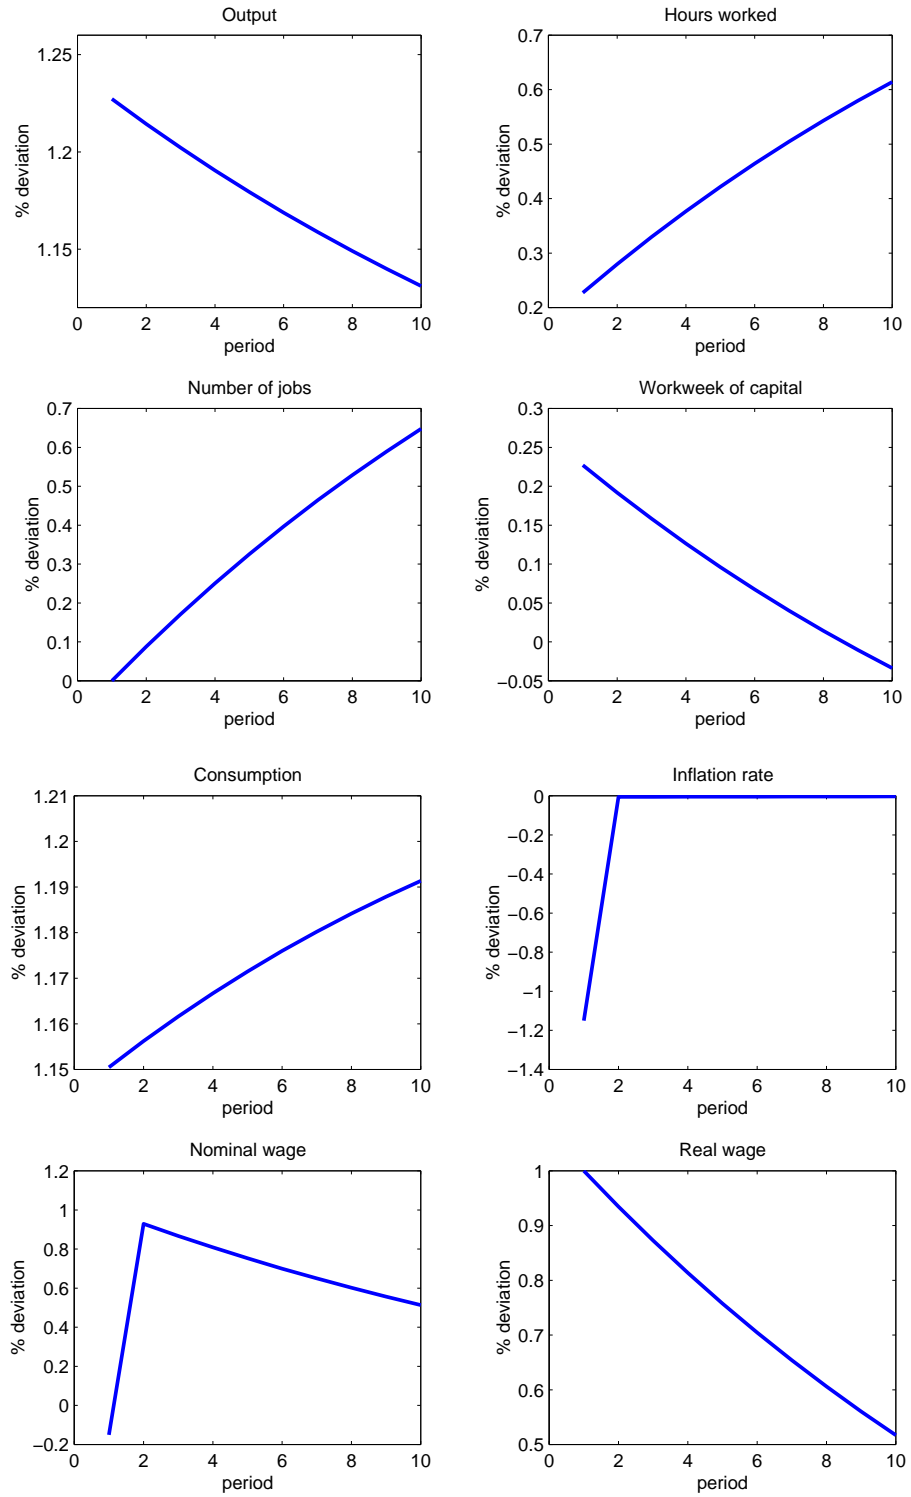 Output
1.25
1.2
1.15
% deviation
0 2 4 6 8 10
period
Hours worked
0.7
0.6
0.5
0.4
0.3
0.2
% deviation
0 2 4 6 8 10
period
Number of jobs
0.7
0.6
0.5
0.4
0.3
0.2
0.1
0
% deviation
0 2 4 6 8 10
period
Workweek of capital
0.3
0.25
0.2
0.15
0.1
0.05
0
−0.05
% deviation
0 2 4 6 8 10
period
Consumption
1.21
1.2
1.19
1.18
1.17
1.16
1.15
% deviation
0 2 4 6 8 10
period
Inflation rate
0
−0.2
−0.4
−0.6
−0.8
−1
−1.2
−1.4
% deviation
0 2 4 6 8 10
period
Nominal wage
1.2
1
0.8
0.6
0.4
0.2
0
−0.2
% deviation
0 2 4 6 8 10
period
Real wage
1
0.9
0.8
0.7
0.6
0.5
% deviation
0 2 4 6 8 10
period